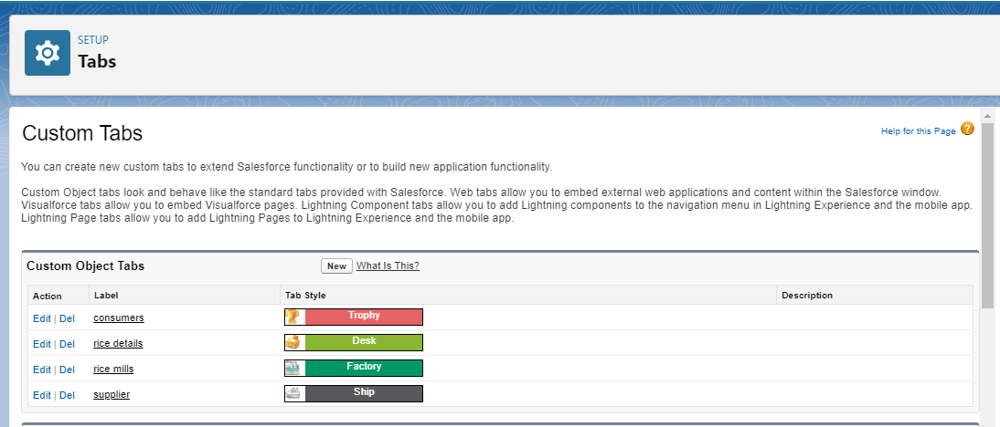 SETUP
Tabs
Custom Tabs
Help for this Page ?
You can create new custom tabs to extend Salesforce functionality or to build new application functionality.
Custom Object tabs look and behave like the standard tabs provided with Salesforce. Web tabs allow you to embed external web applications and content within the Salesforce window.
Visualforce tabs allow you to embed Visualforce pages. Lightning Component tabs allow you to add Lightning components to the navigation menu in Lightning Experience and the mobile app.
Lightning Page tabs allow you to add Lightning Pages to Lightning Experience and the mobile app.
Custom Object Tabs New What Is This?
Action Label Tab Style Description
Edit | Del consumers Trophy
Edit | Del rice details Desk
Edit | Del rice mills Factory
Edit | Del supplier Ship